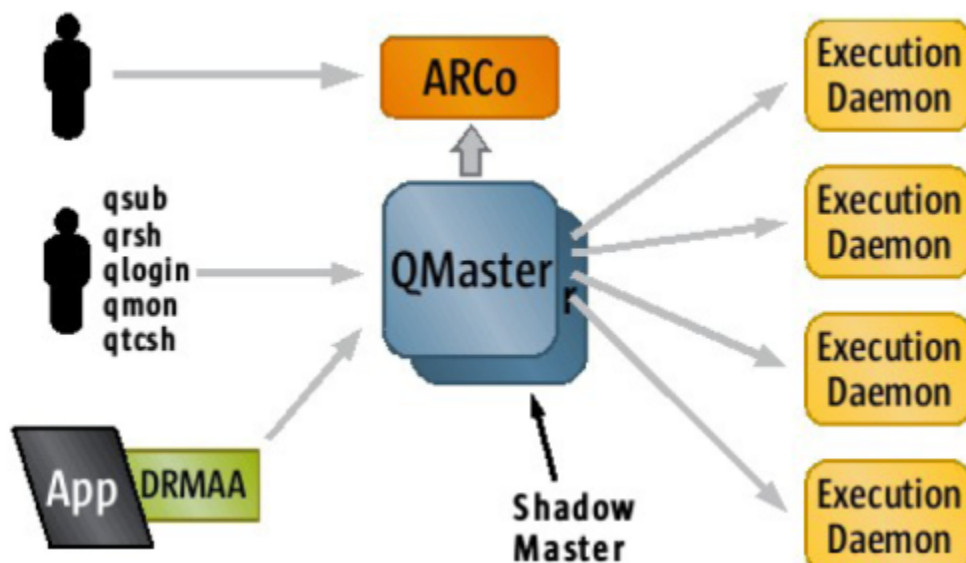 ARCo
Execution
Daemon
qsub
qrsh
qlogin
qmon
qtcsh
QMaster
r
Execution
Daemon
Execution
Daemon
App
DRMAA
Shadow
Master
Execution
Daemon